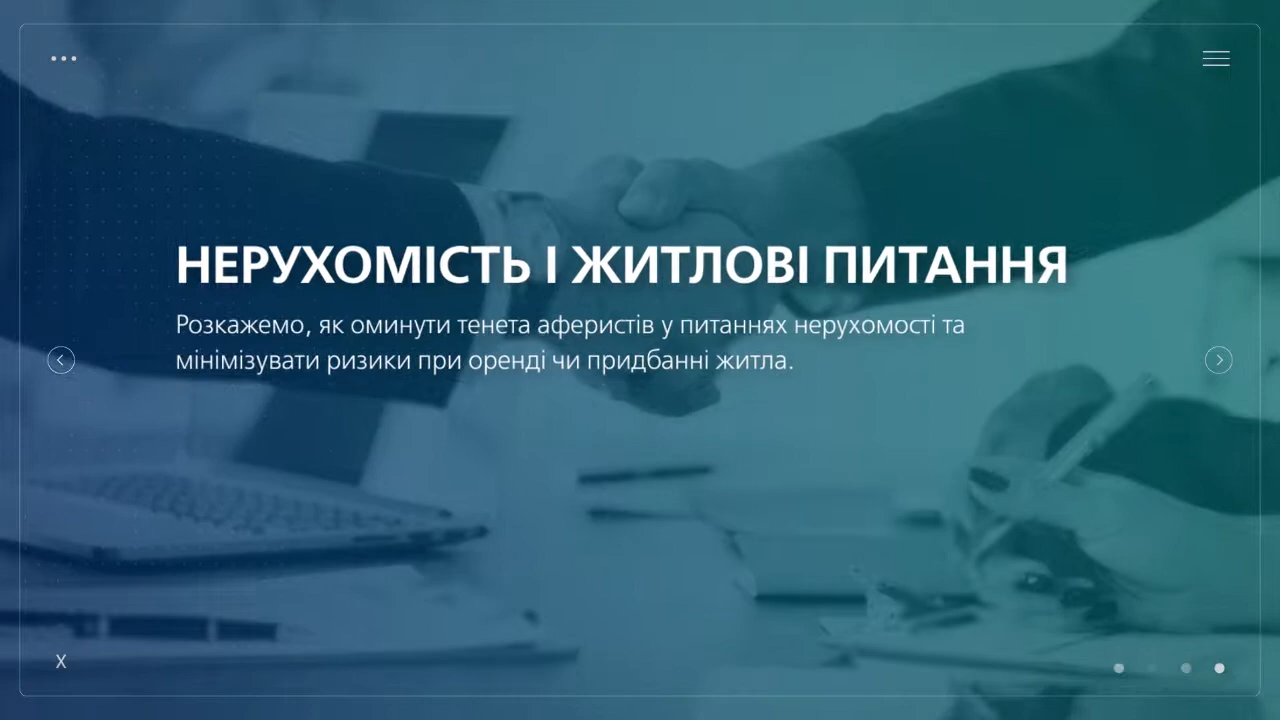 НЕРУХОМІСТЬ І ЖИТЛОВІ ПИТАННЯ
Розкажемо, як оминути тенета аферистів у питаннях нерухомості та
мінімізувати ризики при оренді чи придбанні житла.
X